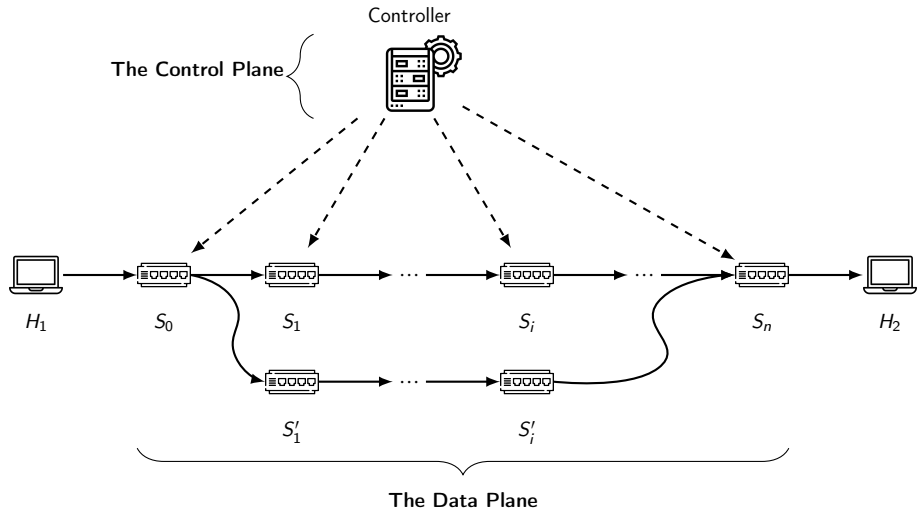 Controller
The Control Plane
... ...
H₁ S₀ S₁ Sᵢ Sₙ H₂
...
S′₁ S′ᵢ
The Data Plane